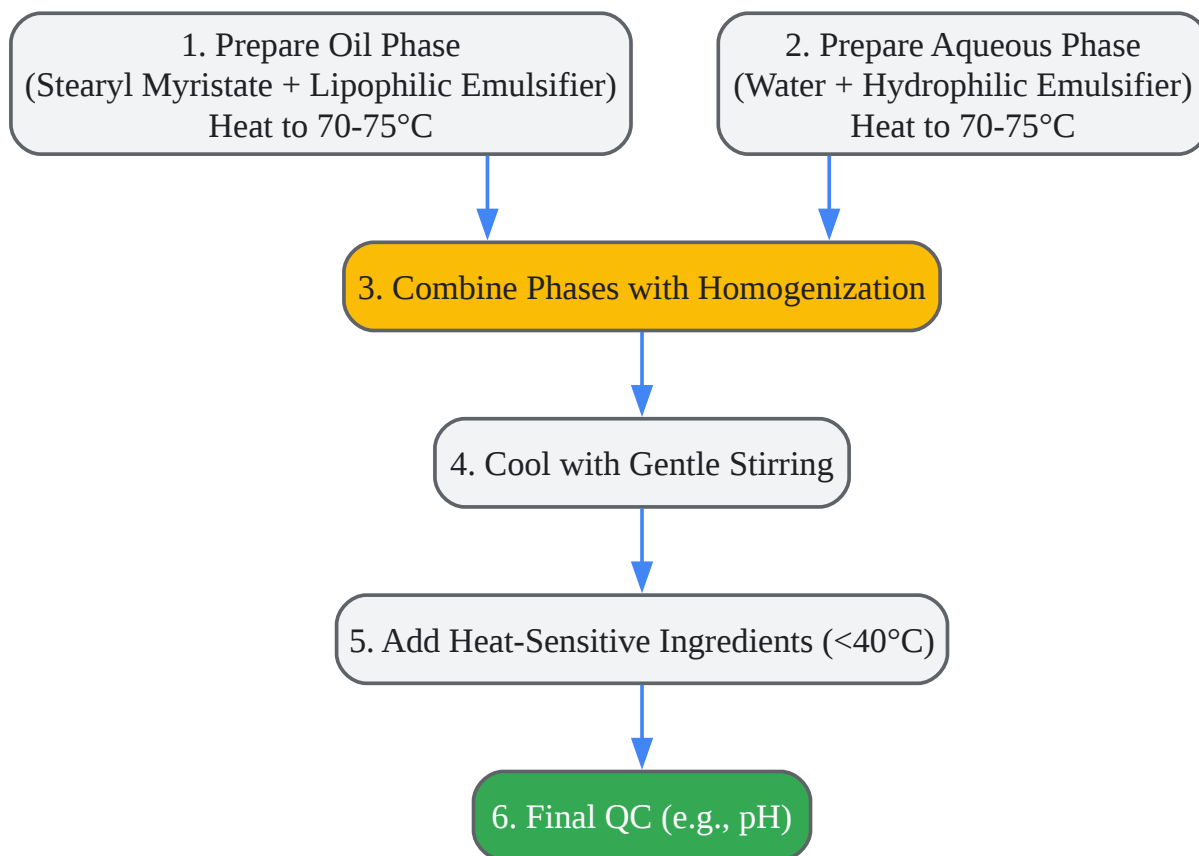 1. Prepare Oil Phase
(Stearyl Myristate + Lipophilic Emulsifier)
Heat to 70-75°C
2. Prepare Aqueous Phase
(Water + Hydrophilic Emulsifier)
Heat to 70-75°C
3. Combine Phases with Homogenization
4. Cool with Gentle Stirring
5. Add Heat-Sensitive Ingredients (<40°C)
6. Final QC (e.g., pH)